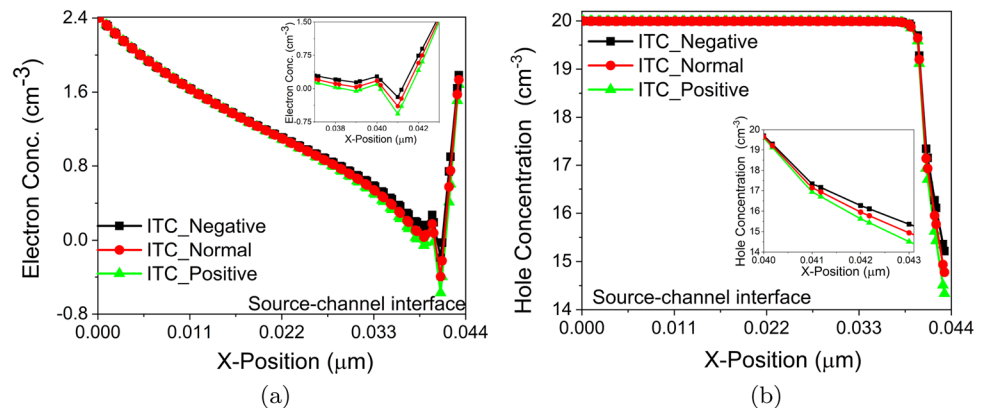 2.4
1.6
0.8
0.0
-0.8
Electron Conc. (cm-3)
ITC_Negative
ITC_Normal
ITC_Positive
Source-channel interface
0.000 0.011 0.022 0.033 0.044
X-Position (μm)
(a)
1.50
0.75
0.00
0.75
Electron Conc. (cm-3)
0.038 0.040 0.042
X-Position (μm)
20
19
18
17
16
15
14
Hole Concentration (cm-3)
ITC_Negative
ITC_Normal
ITC_Positive
Source-channel interface
0.000 0.011 0.022 0.033 0.044
X-Position (μm)
(b)
20
19
18
17
16
15
14
Hole Concentration (cm-3)
0.040 0.041 0.042 0.043
X-Position (μm)